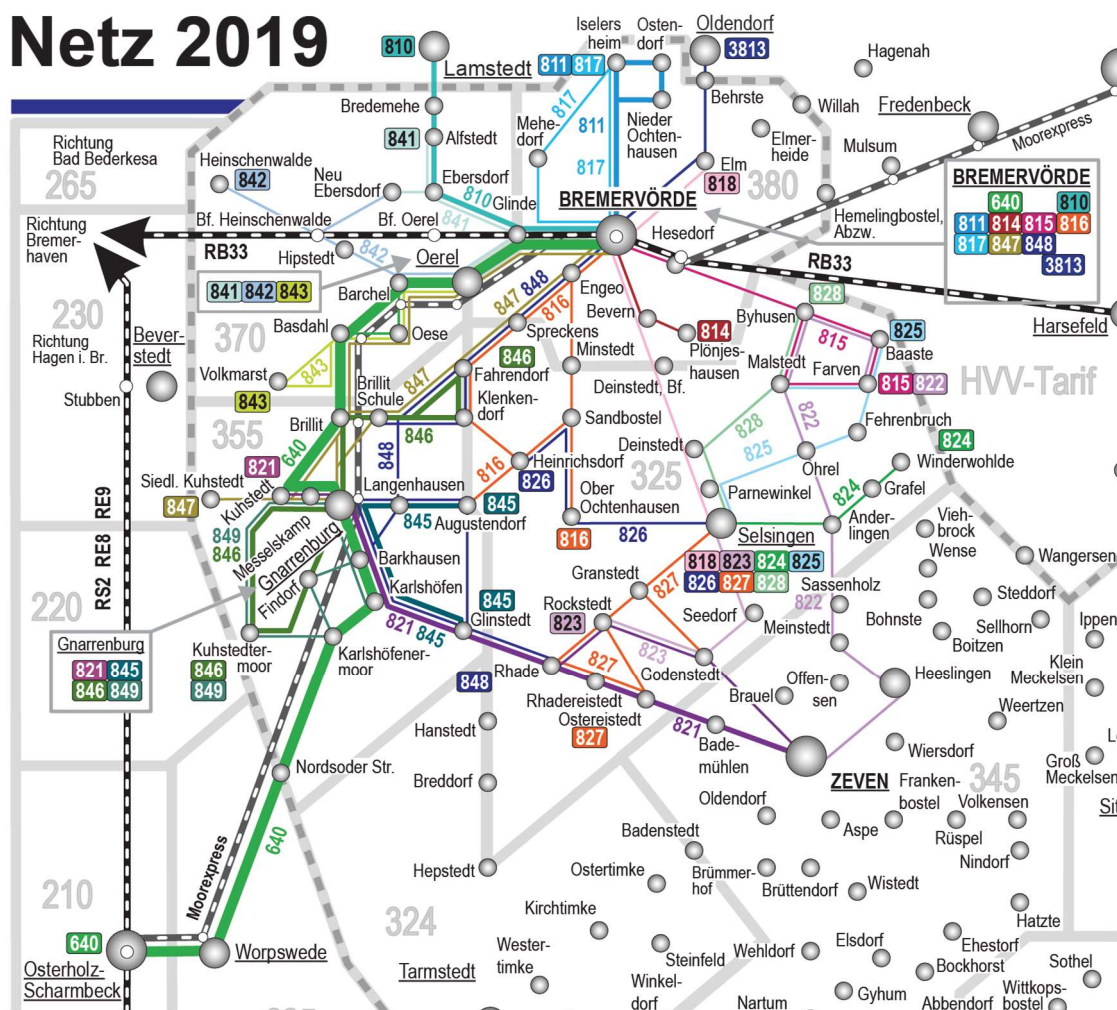 Netz 2019
810
Lamstedt
Iselers
heim
Osten-
dorf
Oldendorf
811 817
3813
Hagenah
Bredemehe
817
811
Behrste
Willah
Fredenbeck
Alfstedt
841
Mehe-
dorf
Nieder
Ochten-
hausen
Elmer-
heide
Mulsum
Moorexpress
Richtung
Bad Bederkesa
265
Heinschenwalde
842
Neu
Ebersdorf
Ebersdorf
810
841
Glinde
817
Elm
818
380
BREMERVÖRDE
BREMERVÖRDE
640 810
811 814 815 816
817 847 848
3813
Hemelingbostel,
Abzw.
Richtung
Bremer-
haven
Bf. Heinschenwalde
Bf. Oerel
RB33
Hipstedt
842
Oerel
Hesedorf
RB33
841 842 843
Barchel
847
848
816
Engeo
Bevern
814
Plönjes-
hausen
828
Byhusen
815
825
Baaste
Harsefeld
230
Richtung
Hagen i. Br.
Bever-
stedt
370
Basdahl
Oese
Spreckens
846
Minstedt
Deinstedt, Bf.
Malstedt
Farven
815 822
HVV-Tarif
Stubben
Volkmarst
843
843
Brillit
Schule
847
Fahrendorf
Klenken-
dorf
Sandbostel
355
Brillit
846
848
816
Heinrichsdorf
826
Deinstedt
828
825
822
Fehrenbruch
824
640
821
Siedl. Kuhstedt
847
Kuhstedt
Langenhausen
845
845
Augustendorf
Ober
Ochtenhausen
816
325
Parnewinkel
Ohrel
Winderwohlde
Grafel
824
826
Selsingen
Ander-
lingen
RS2 RE8 RE9
849
846
Messelskamp
Gnarrenburg
Findorf
Barkhausen
Karlshöfen
818 823 824 825
826 827 828
Vieh-
brock
Wense
Wangersen
220
Granstedt
827
Sassenholz
822
Steddorf
Rockstedt
823
Seedorf
Meinstedt
Bohnste
Sellhorn
Ippen
Boitzen
Gnarrenburg
821 845
846 849
Kuhstedter-
moor
846
849
Karlshöfener-
moor
821
845
845
Glinstedt
848
Rhade
827
823
Godenstedt
Rhadereistedt
Ostereistedt
827
Brauel
Offen-
sen
Heeslingen
Klein
Meckelsen
Weertzen
Hanstedt
821
Bade-
mühlen
ZEVEN
Wiersdorf
Groß
Meckelsen
Nordsoder Str.
Breddorf
Franken-
bostel
345
Oldendorf
Volkensen
Aspe
Rüspel
Nindorf
640
Moorexpress
Badenstedt
Hepstedt
Ostertimke
Brümmer-
hof
Brüttendorf
Wistedt
210
324
Kirchtimke
Hatzte
640
Osterholz-
Scharmbeck
Worpswede
Tarmstedt
Wester-
timke
Steinfeld
Winkel-
dorf
Wehldorf
Elsdorf
Ehestorf
Bockhorst
Sothel
Gyhum
Abbendorf
Wittkops-
bostel
Nartum